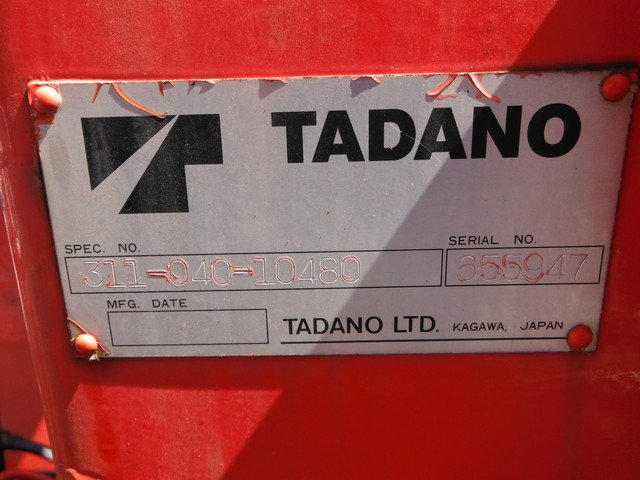 TADANO
SPEC. NO.
SERIAL NO.
311-040-10480
655947
MFG. DATE
TADANO LTD. KAGAWA, JAPAN